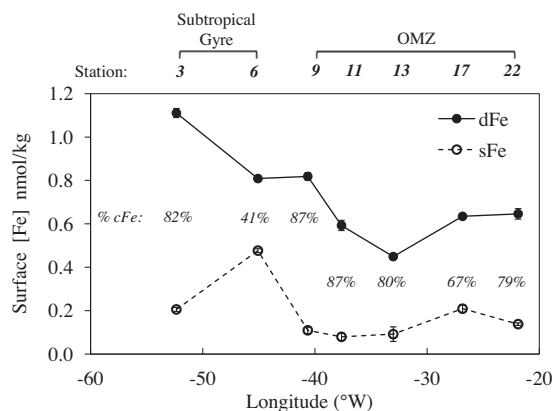 Subtropical
Gyre
OMZ
Station: 3 6 9 11 13 17 22
1.2
dFe
1.0
sFe
0.8
% cFe: 82% 41% 87%
0.6
0.4
87% 80% 67% 79%
0.2
0.0
-60 -50 -40 -30 -20
Longitude (°W)
Surface [Fe] nmol/kg